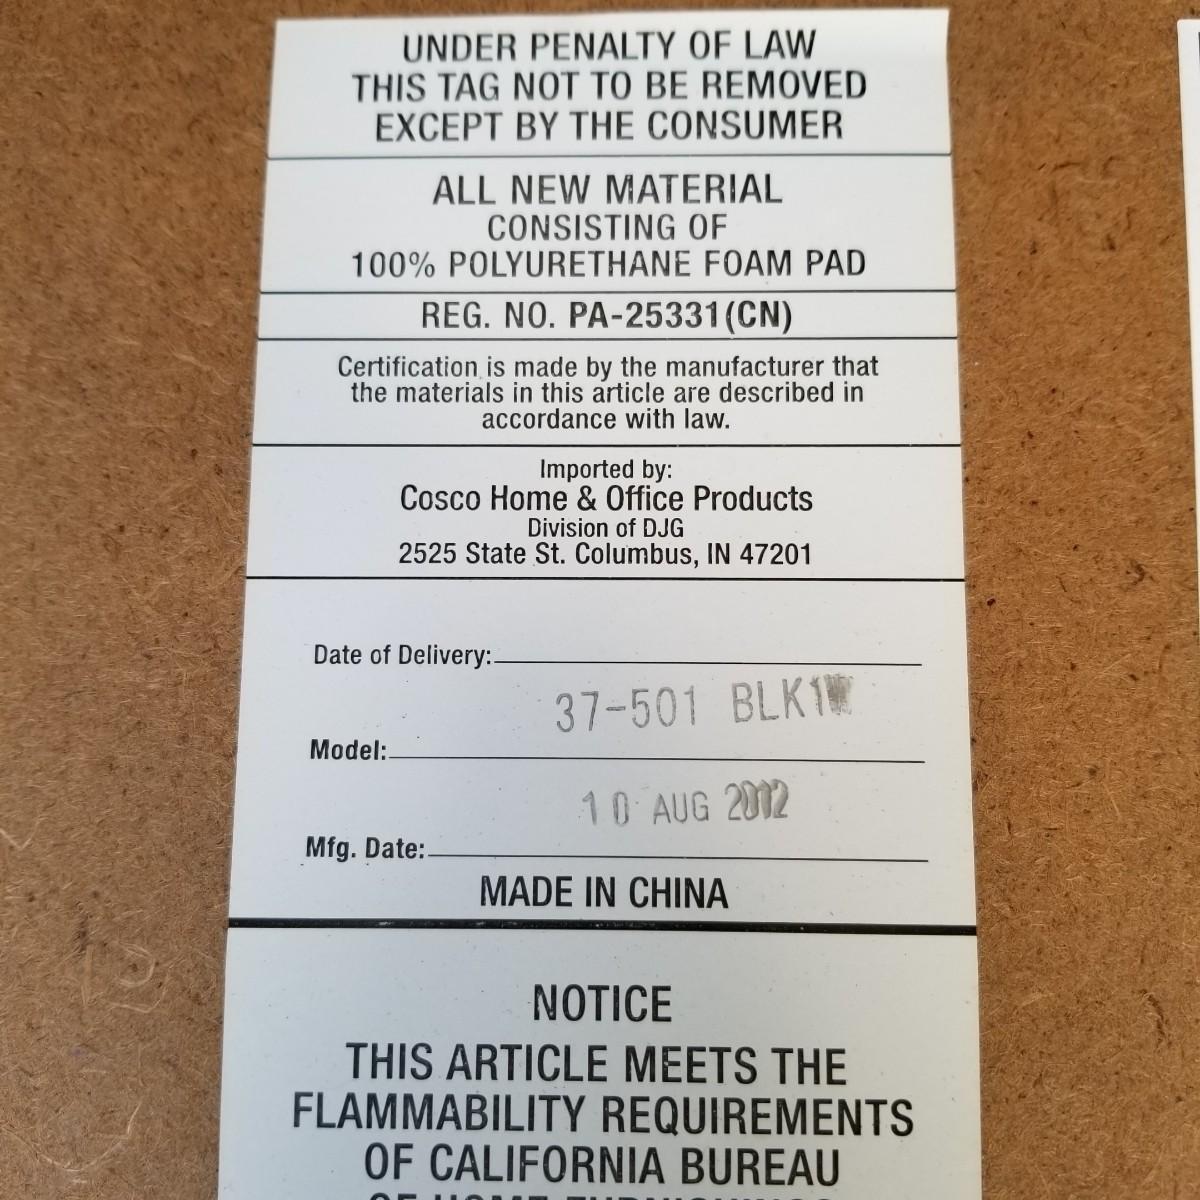 UNDER PENALTY OF LAW
THIS TAG NOT TO BE REMOVED
EXCEPT BY THE CONSUMER
ALL NEW MATERIAL
CONSISTING OF
100% POLYURETHANE FOAM PAD
REG. NO. PA-25331(CN)
Certification is made by the manufacturer that
the materials in this article are described in
accordance with law.
Imported by:
Cosco Home & Office Products
Division of DJG
2525 State St. Columbus, IN 47201
Date of Delivery:
37-501 BLK1W
Model:
10 AUG 2012
Mfg. Date:
MADE IN CHINA
NOTICE
THIS ARTICLE MEETS THE
FLAMMABILITY REQUIREMENTS
OF CALIFORNIA BUREAU
OF HOME FURNISHINGS